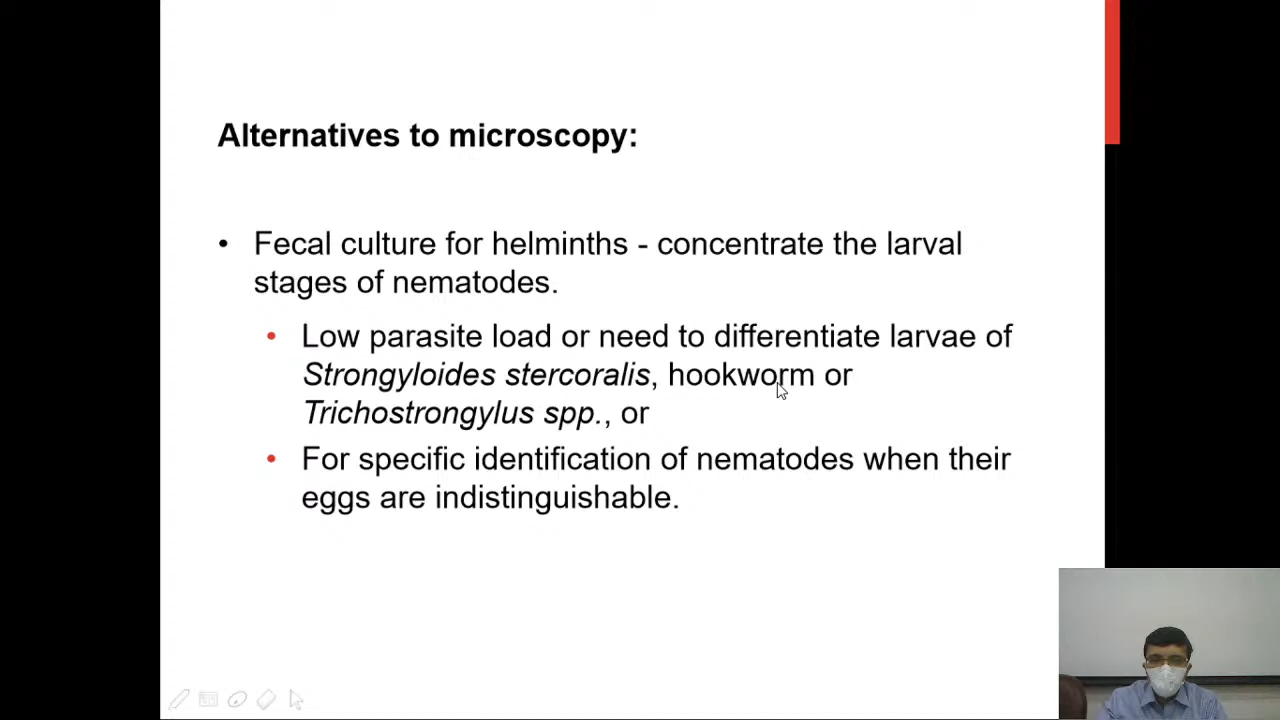 Alternatives to microscopy:
• Fecal culture for helminths - concentrate the larval
stages of nematodes.
• Low parasite load or need to differentiate larvae of
Strongyloides stercoralis, hookworm or
Trichostrongylus spp., or
• For specific identification of nematodes when their
eggs are indistinguishable.